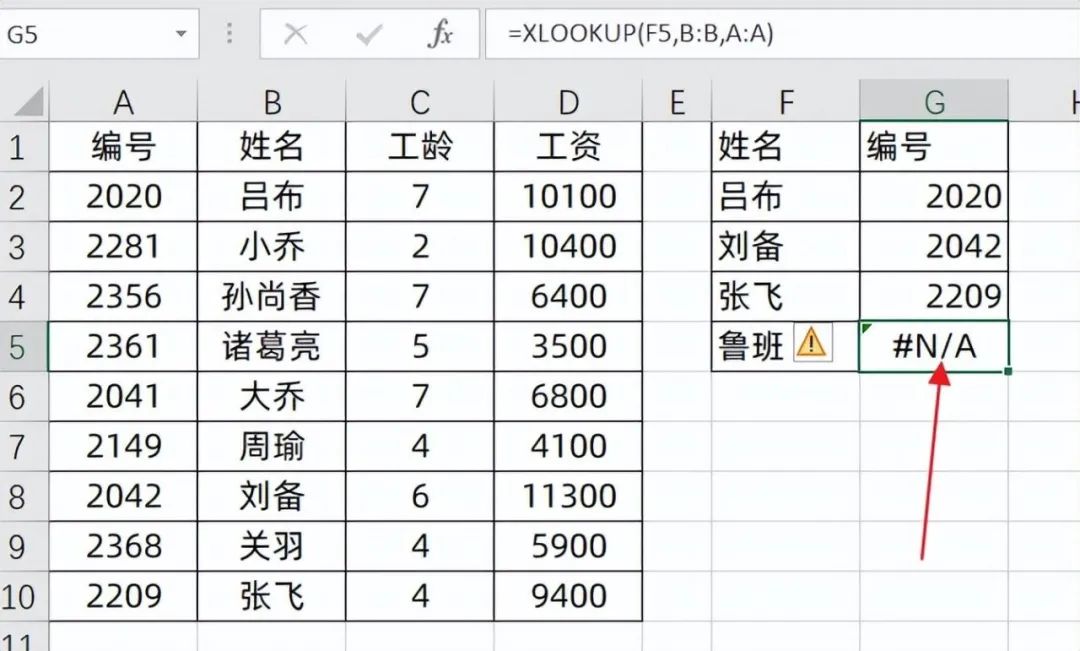 G5 fx =XLOOKUP(F5,B:B,A:A)
A B C D E F G H
1 编号 姓名 工龄 工资 姓名 编号
2 2020 吕布 7 10100 吕布 2020
3 2281 小乔 2 10400 刘备 2042
4 2356 孙尚香 7 6400 张飞 2209
5 2361 诸葛亮 5 3500 鲁班 #N/A
6 2041 大乔 7 6800
7 2149 周瑜 4 4100
8 2042 刘备 6 11300
9 2368 关羽 4 5900
10 2209 张飞 4 9400
11